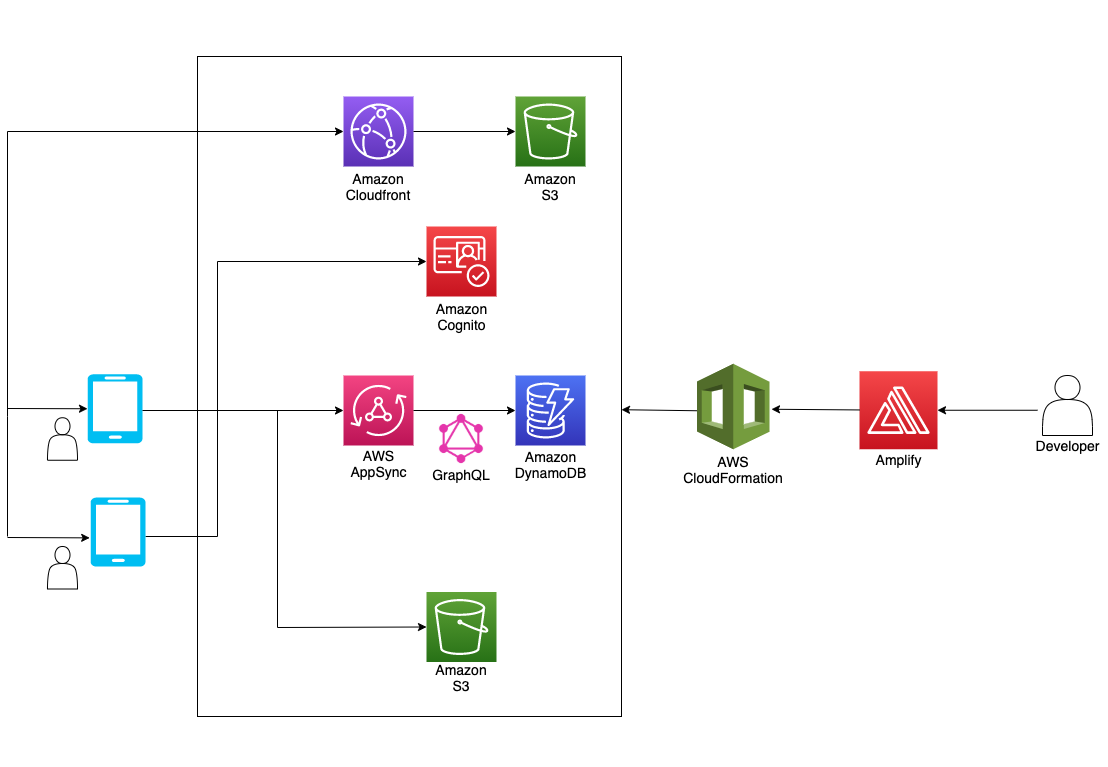 Amazon
Cloudfront
Amazon
S3
Amazon
Cognito
AWS
AppSync
GraphQL
Amazon
DynamoDB
AWS
CloudFormation
Amplify
Developer
Amazon
S3